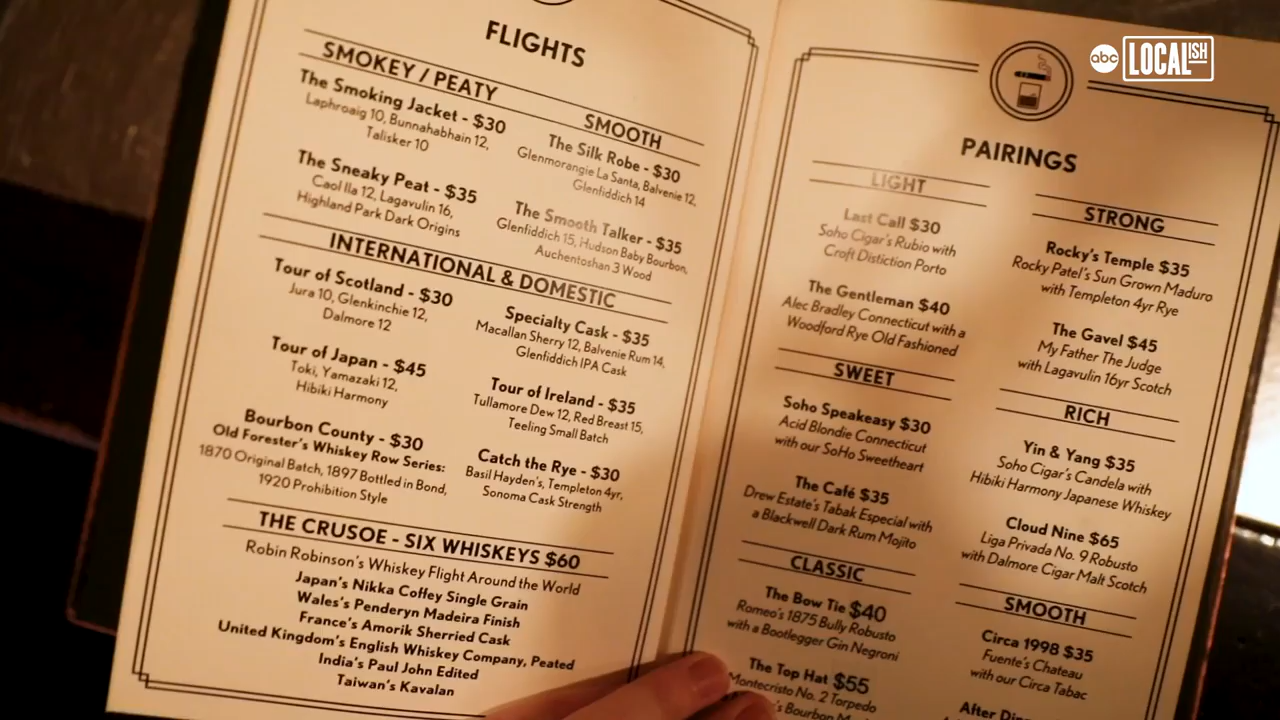 abc LOCALISH
FLIGHTS
SMOKEY / PEATY
The Smoking Jacket - $30
Laphroaig 10, Bunnahabhain 12,
Talisker 10
The Sneaky Peat - $35
Caol Ila 12, Lagavulin 16,
Highland Park Dark Origins
SMOOTH
The Silk Robe - $30
Glenmorangie La Santa, Balvenie 12,
Glenfiddich 14
The Smooth Talker - $35
Glenfiddich 15, Hudson Baby Bourbon,
Auchentoshan 3 Wood
INTERNATIONAL & DOMESTIC
Tour of Scotland - $30
Jura 10, Glenkinchie 12,
Dalmore 12
Tour of Japan - $45
Toki, Yamazaki 12,
Hibiki Harmony
Bourbon County - $30
Old Forester's Whiskey Row Series:
1870 Original Batch, 1897 Bottled in Bond,
1920 Prohibition Style
Specialty Cask - $35
Macallan Sherry 12, Balvenie Rum 14,
Glenfiddich IPA Cask
Tour of Ireland - $35
Tullamore Dew 12, Red Breast 15,
Teeling Small Batch
Catch the Rye - $30
Basil Hayden's, Templeton 4yr,
Sonoma Cask Strength
THE CRUSOE - SIX WHISKEYS $60
Robin Robinson's Whiskey Flight Around the World
Japan's Nikka Coffey Single Grain
Wales's Penderyn Madeira Finish
France's Amorik Sherried Cask
United Kingdom's English Whiskey Company, Peated
India's Paul John Edited
Taiwan's Kavalan
PAIRINGS
LIGHT
Last Call $30
Soho Cigar's Rubio with
Croft Distiction Porto
The Gentleman $40
Alec Bradley Connecticut with a
Woodford Rye Old Fashioned
SWEET
Soho Speakeasy $30
Acid Blondie Connecticut
with our SoHo Sweetheart
The Café $35
Drew Estate's Tabak Especial with
a Blackwell Dark Rum Mojito
CLASSIC
The Bow Tie $40
Romeo's 1875 Bully Robusto
with a Bootlegger Gin Negroni
The Top Hat $55
Montecristo No. 2 Torpedo
Bourbon
STRONG
Rocky's Temple $35
Rocky Patel's Sun Grown Maduro
with Templeton 4yr Rye
The Gavel $45
My Father The Judge
with Lagavulin 16yr Scotch
RICH
Yin & Yang $35
Soho Cigar's Candela with
Hibiki Harmony Japanese Whiskey
Cloud Nine $65
Liga Privada No. 9 Robusto
with Dalmore Cigar Malt Scotch
SMOOTH
Circa 1998 $35
Fuente's Chateau
with our Circa Tabac
After